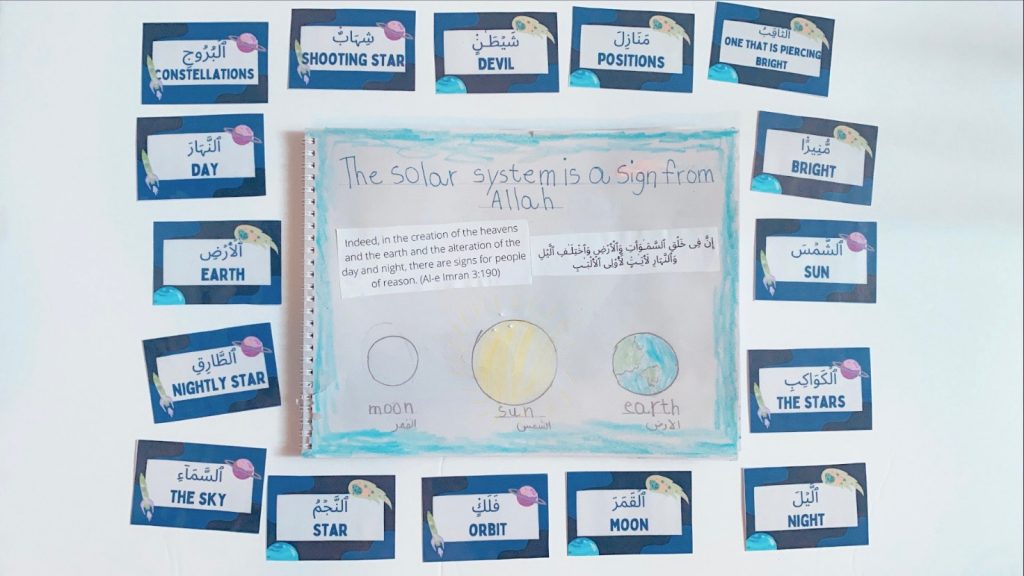 ٱلْبُرُوجِ
CONSTELLATIONS
شِهَابٌ
SHOOTING STAR
شَيْطَـٰنٍ
DEVIL
مَنَازِلَ
POSITIONS
ٱلثَّاقِبُ
ONE THAT IS PIERCING
BRIGHT
ٱلنَّهَارَ
DAY
مُّنِيرًا
BRIGHT
The solar system is a sign from
Allah
ٱلْأَرْضِ
EARTH
Indeed, in the creation of the heavens
and the earth and the alteration of the
day and night, there are signs for people
of reason. (Al-e Imran 3:190)
إِنَّ فِى خَلْقِ ٱلسَّمَـٰوَٰتِ وَٱلْأَرْضِ وَٱخْتِلَـٰفِ ٱلَّيْلِ
وَٱلنَّهَارِ لَـَٔايَـٰتٍ لِّأُو۟لِى ٱلْأَلْبَـٰبِ
ٱلشَّمْسَ
SUN
ٱلطَّارِقِ
NIGHTLY STAR
ٱلْكَوَاكِبِ
THE STARS
moon
القمر
sun
الشمس
earth
الارض
ٱلسَّمَآءِ
THE SKY
ٱلنَّجْمُ
STAR
فَلَكٍ
ORBIT
ٱلْقَمَرَ
MOON
ٱلَّيْلَ
NIGHT